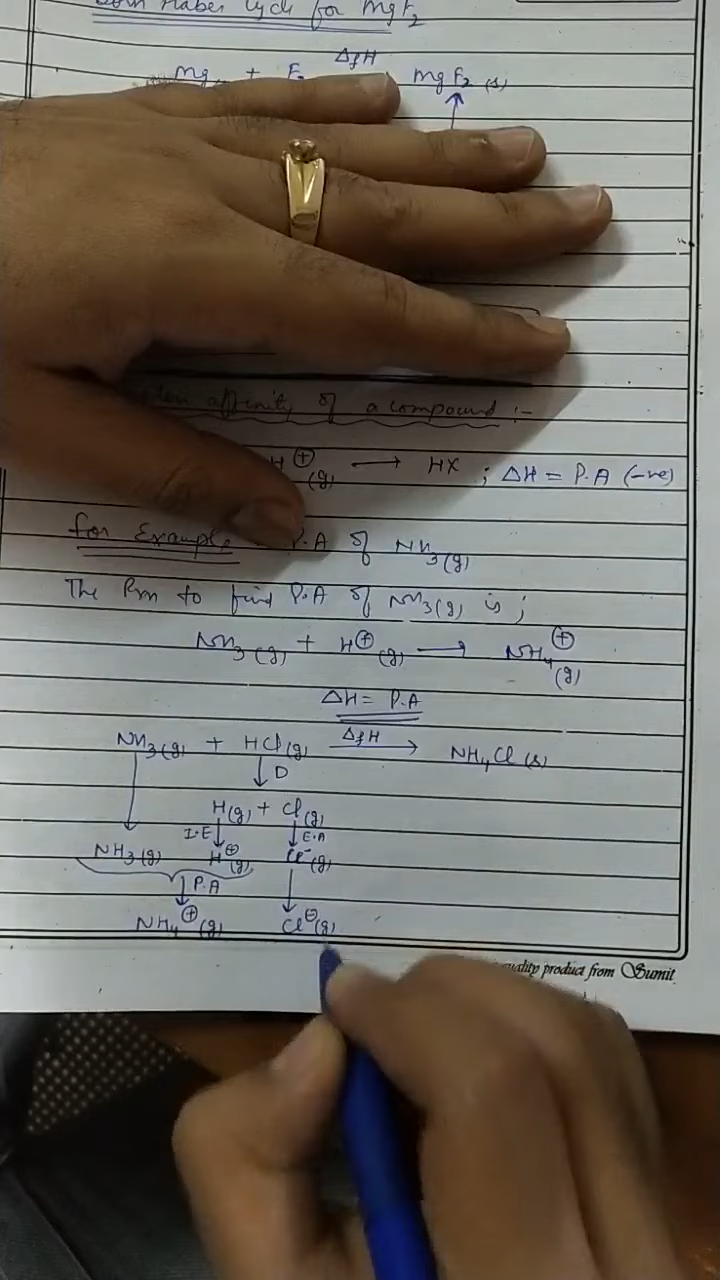 Born Haber Cycle for MgF2
Mg + F2 ΔfH MgF2 (s)
affinity of a compound :-
H⊕(g) ⟶ HX ; ΔH = P.A (-ve)
for Example P.A of NH3(g)
The Rxn to find P.A of NH3(g) is ;
NH3(g) + H⊕(g) ⟶ NH4⊕(g)
ΔH = P.A
NH3(g) + HCl(g) ΔfH ⟶ NH4Cl(s)
↓ D
H(g) + Cl(g)
I.E ↓ ↓ E.A
NH3(g) H⊕(g) Cl-(g)
↓ P.A
NH4⊕(g) Cl⊖(g)
quality product from Sumit